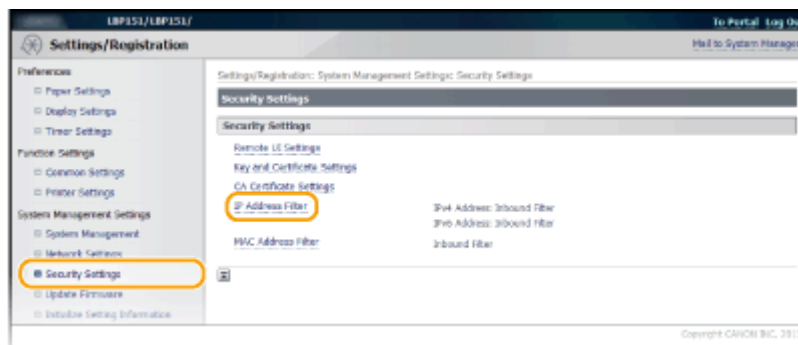 LBP151/LBP151/
To Portal Log Ou
Settings/Registration
Mail to System Manager
Preferences
Paper Settings
Display Settings
Timer Settings
Function Settings
Common Settings
Printer Settings
System Management Settings
System Management
Network Settings
Security Settings
Update Firmware
Initialize Setting Information
Settings/Registration: System Management Settings: Security Settings
Security Settings
Security Settings
Remote UI Settings
Key and Certificate Settings
CA Certificate Settings
IP Address Filter
IPv4 Address: Inbound Filter
IPv6 Address: Inbound Filter
MAC Address Filter
Inbound Filter
Copyright CANON INC. 201